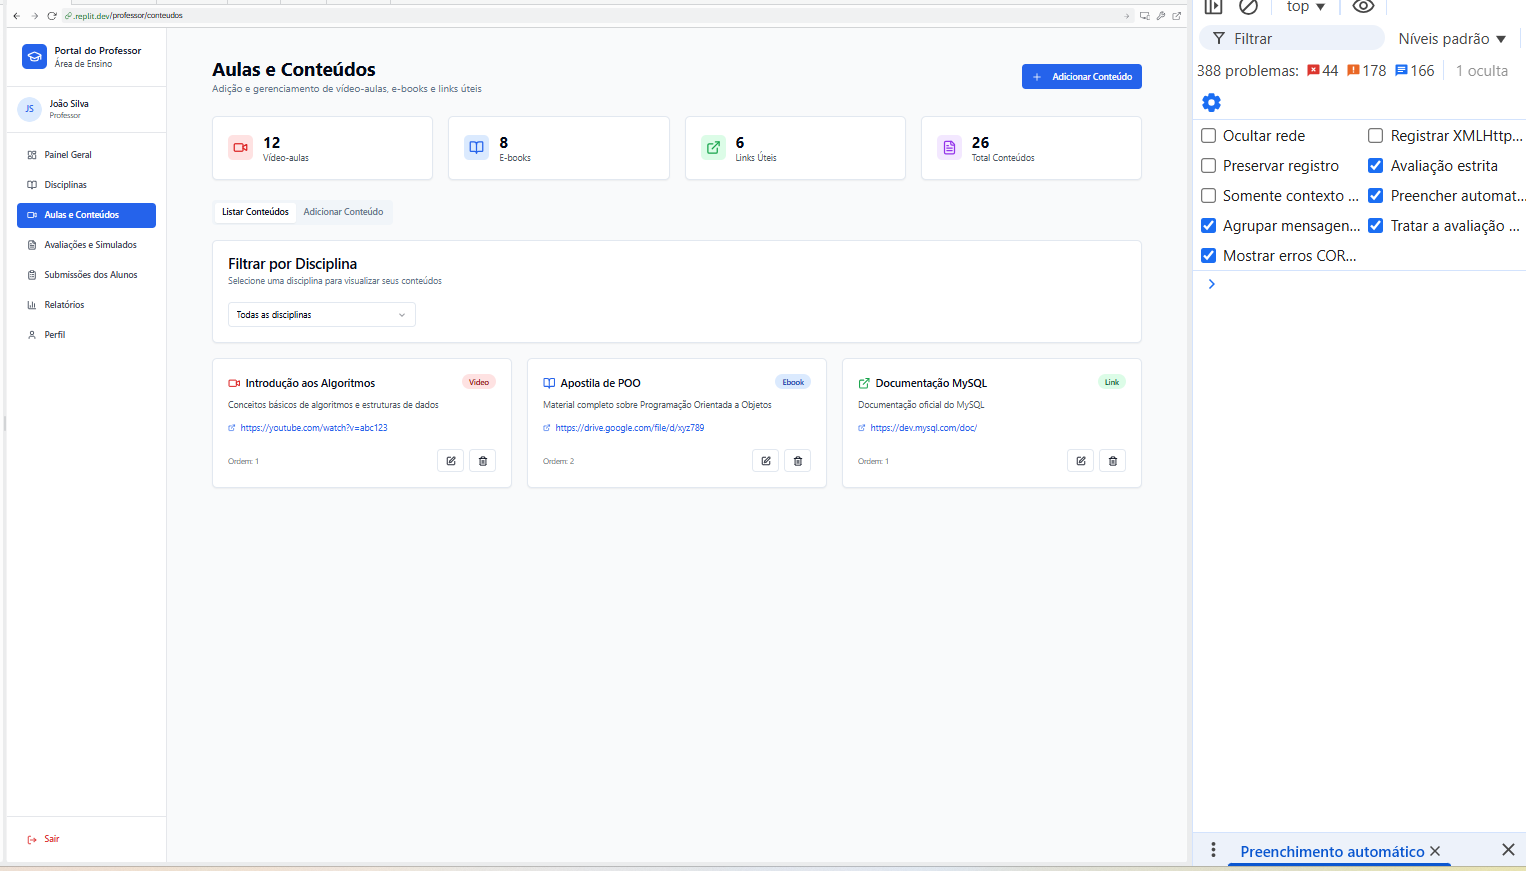 .replit.dev/professor/conteudos
Portal do Professor
Área de Ensino
JS
João Silva
Professor
Painel Geral
Disciplinas
Aulas e Conteúdos
Avaliações e Simulados
Submissões dos Alunos
Relatórios
Perfil
Sair
Aulas e Conteúdos
Adição e gerenciamento de vídeo-aulas, e-books e links úteis
+ Adicionar Conteúdo
12
Vídeo-aulas
8
E-books
6
Links Úteis
26
Total Conteúdos
Listar Conteúdos Adicionar Conteúdo
Filtrar por Disciplina
Selecione uma disciplina para visualizar seus conteúdos
Todas as disciplinas
Introdução aos Algoritmos Video
Conceitos básicos de algoritmos e estruturas de dados
https://youtube.com/watch?v=abc123
Ordem: 1
Apostila de POO Ebook
Material completo sobre Programação Orientada a Objetos
https://drive.google.com/file/d/xyz789
Ordem: 2
Documentação MySQL Link
Documentação oficial do MySQL
https://dev.mysql.com/doc/
Ordem: 1
top
Filtrar Níveis padrão
388 problemas: 44 178 166 1 oculta
Ocultar rede Registrar XMLHttp...
Preservar registro Avaliação estrita
Somente contexto ... Preencher automat...
Agrupar mensagen... Tratar a avaliação ...
Mostrar erros COR...
Preenchimento automático